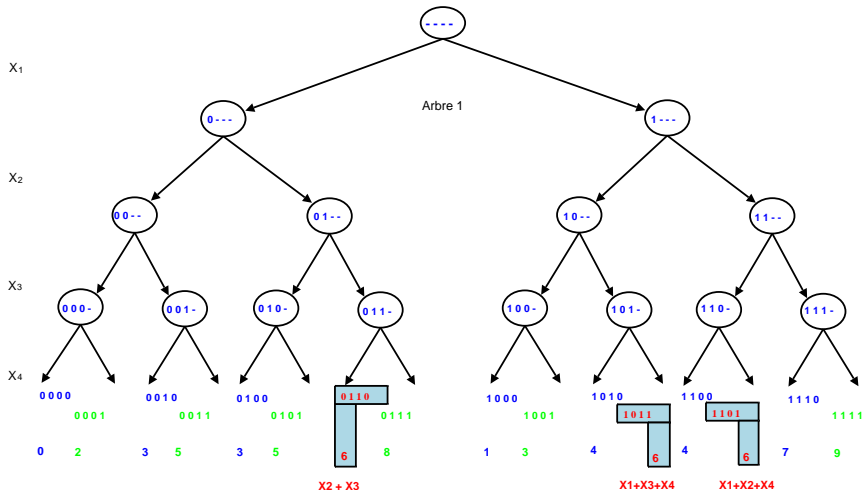 - - - -
X1
Arbre 1
0 - - -
1 - - -
X2
0 0 - -
0 1 - -
1 0 - -
1 1 - -
X3
0 0 0 -
0 0 1 -
0 1 0 -
0 1 1 -
1 0 0 -
1 0 1 -
1 1 0 -
1 1 1 -
X4
0 0 0 0
0 0 1 0
0 1 0 0
0 1 1 0
1 0 0 0
1 0 1 0
1 1 0 0
1 1 1 0
0 0 0 1
0 0 1 1
0 1 0 1
0 1 1 1
1 0 0 1
1 0 1 1
1 1 0 1
1 1 1 1
0 2 3 5 3 5 6 8 1 3 4 6 4 6 7 9
X2 + X3
X1+X3+X4
X1+X2+X4